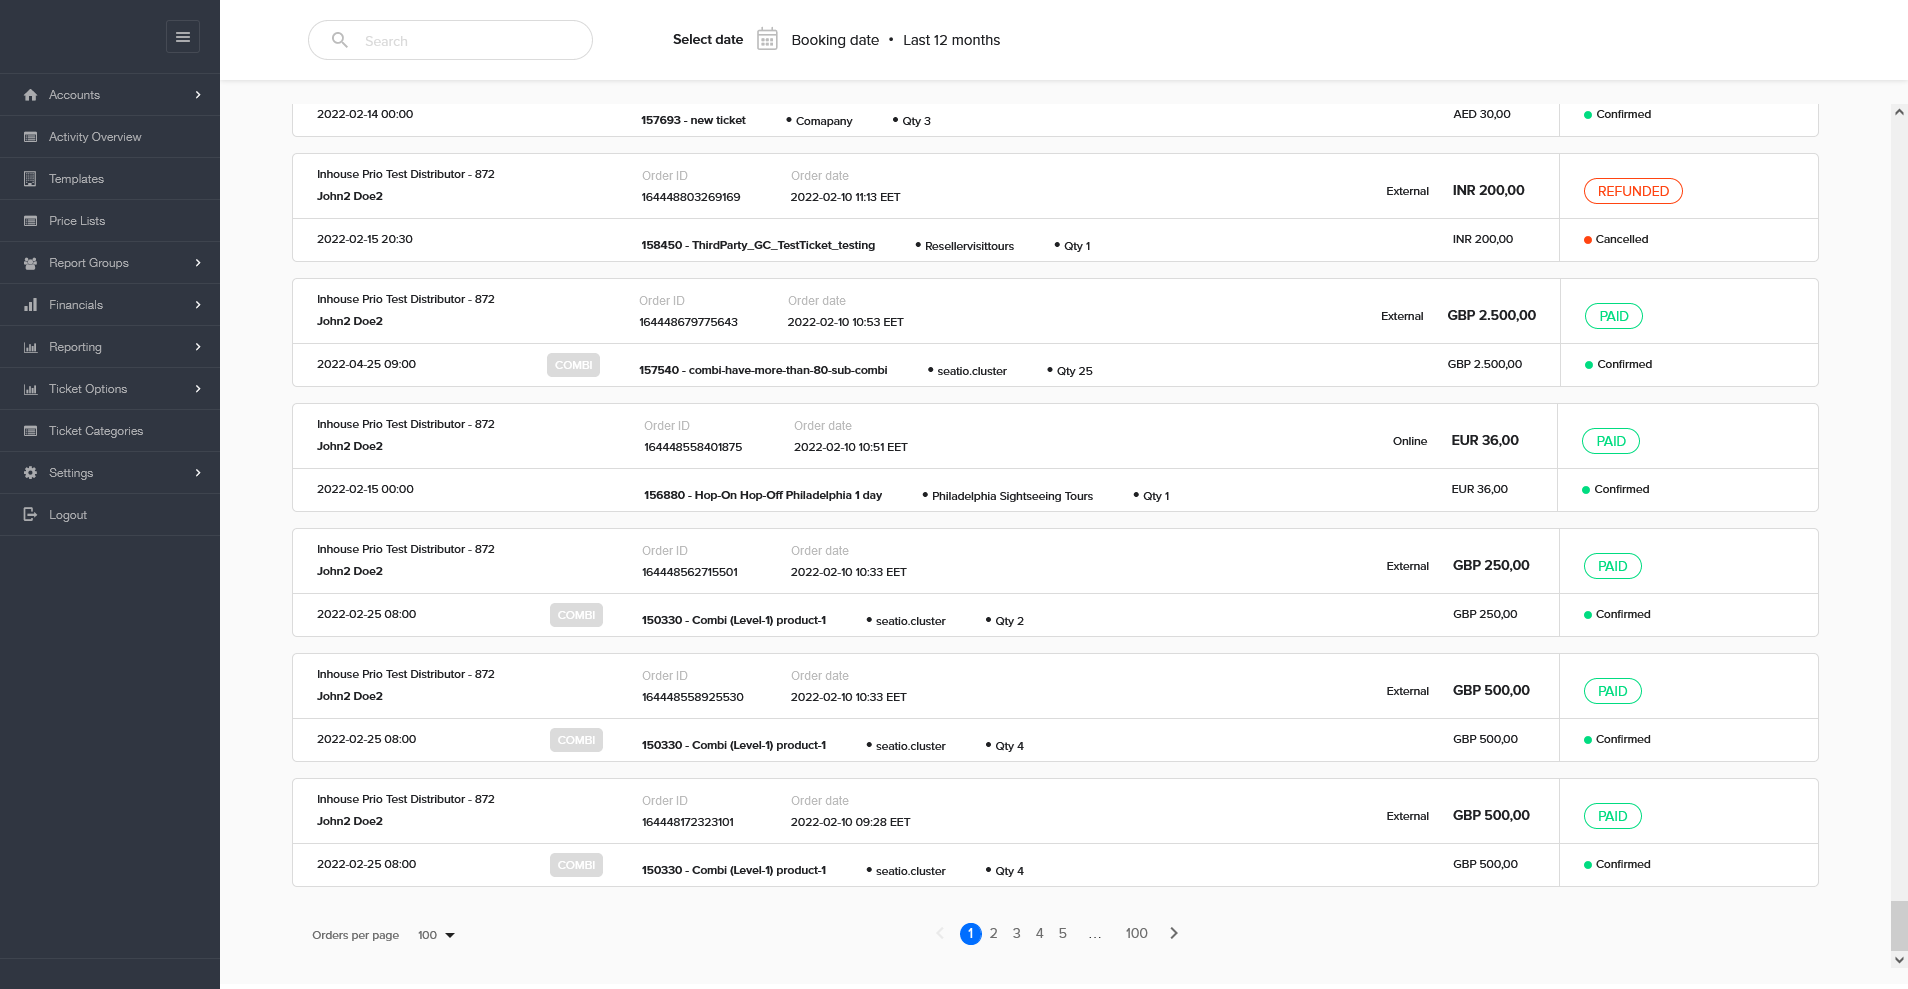 Search
Select date Booking date • Last 12 months
Accounts
Activity Overview
Templates
Price Lists
Report Groups
Financials
Reporting
Ticket Options
Ticket Categories
Settings
Logout
2022-02-14 00:00 157693 - new ticket • Comapany • Qty 3 AED 30,00 Confirmed
Inhouse Prio Test Distributor - 872 Order ID Order date
John2 Doe2 164448803269169 2022-02-10 11:13 EET External INR 200,00 REFUNDED
2022-02-15 20:30 158450 - ThirdParty_GC_TestTicket_testing • Resellervisittours • Qty 1 INR 200,00 Cancelled
Inhouse Prio Test Distributor - 872 Order ID Order date
John2 Doe2 164448679775643 2022-02-10 10:53 EET External GBP 2.500,00 PAID
2022-04-25 09:00 COMBI 157540 - combi-have-more-than-80-sub-combi • seatio.cluster • Qty 25 GBP 2.500,00 Confirmed
Inhouse Prio Test Distributor - 872 Order ID Order date
John2 Doe2 164448558401875 2022-02-10 10:51 EET Online EUR 36,00 PAID
2022-02-15 00:00 156880 - Hop-On Hop-Off Philadelphia 1 day • Philadelphia Sightseeing Tours • Qty 1 EUR 36,00 Confirmed
Inhouse Prio Test Distributor - 872 Order ID Order date
John2 Doe2 164448562715501 2022-02-10 10:33 EET External GBP 250,00 PAID
2022-02-25 08:00 COMBI 150330 - Combi (Level-1) product-1 • seatio.cluster • Qty 2 GBP 250,00 Confirmed
Inhouse Prio Test Distributor - 872 Order ID Order date
John2 Doe2 164448558925530 2022-02-10 10:33 EET External GBP 500,00 PAID
2022-02-25 08:00 COMBI 150330 - Combi (Level-1) product-1 • seatio.cluster • Qty 4 GBP 500,00 Confirmed
Inhouse Prio Test Distributor - 872 Order ID Order date
John2 Doe2 164448172323101 2022-02-10 09:28 EET External GBP 500,00 PAID
2022-02-25 08:00 COMBI 150330 - Combi (Level-1) product-1 • seatio.cluster • Qty 4 GBP 500,00 Confirmed
Orders per page 100 1 2 3 4 5 ... 100